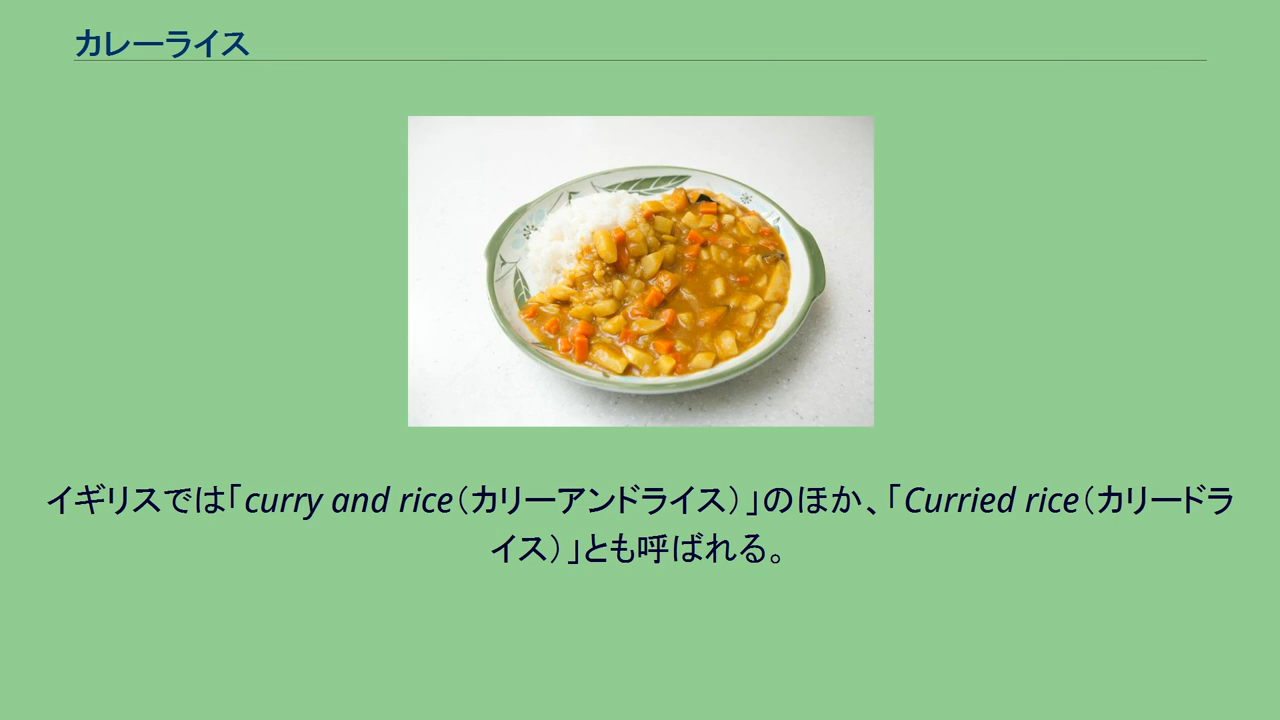 カレーライス
イギリスでは「curry and rice（カリーアンドライス）」のほか、「Curried rice（カリードラ
イス）」とも呼ばれる。